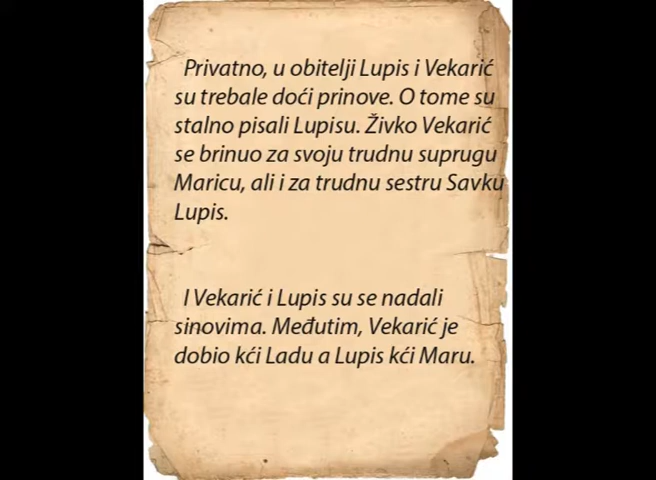 Privatno, u obitelji Lupis i Vekarić
su trebale doći prinove. O tome su
stalno pisali Lupisu. Živko Vekarić
se brinuo za svoju trudnu suprugu
Maricu, ali i za trudnu sestru Savku
Lupis.
I Vekarić i Lupis su se nadali
sinovima. Međutim, Vekarić je
dobio kći Ladu a Lupis kći Maru.